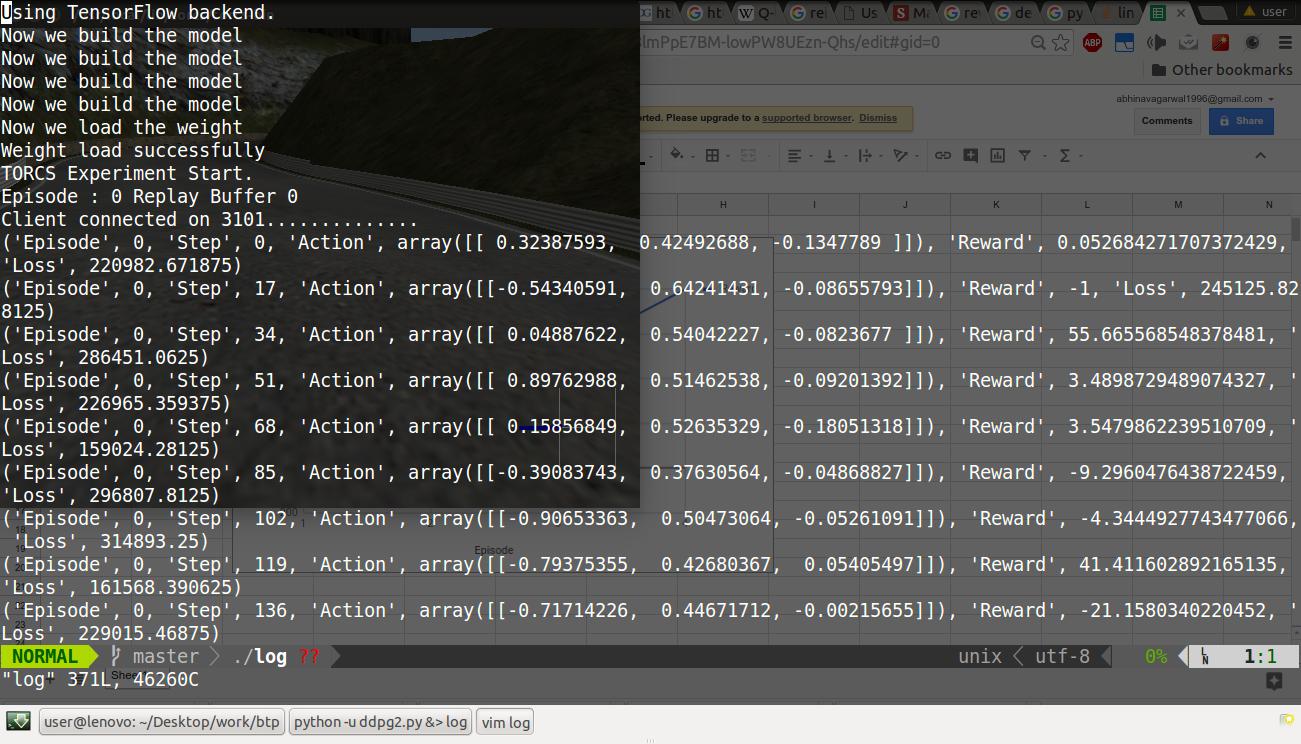 Using TensorFlow backend.
Now we build the model
Now we build the model
Now we build the model
Now we build the model
Now we load the weight
Weight load successfully
TORCS Experiment Start.
Episode : 0 Replay Buffer 0
Client connected on 3101..............
('Episode', 0, 'Step', 0, 'Action', array([[ 0.32387593, 0.42492688, -0.1347789 ]]), 'Reward', 0.052684271707372429,
'Loss', 220982.671875)
('Episode', 0, 'Step', 17, 'Action', array([[-0.54340591, 0.64241431, -0.08655793]]), 'Reward', -1, 'Loss', 245125.82
8125)
('Episode', 0, 'Step', 34, 'Action', array([[ 0.04887622, 0.54042227, -0.0823677 ]]), 'Reward', 55.665568548378481, '
Loss', 286451.0625)
('Episode', 0, 'Step', 51, 'Action', array([[ 0.89762988, 0.51462538, -0.09201392]]), 'Reward', 3.4898729489074327, '
Loss', 226965.359375)
('Episode', 0, 'Step', 68, 'Action', array([[ 0.15856849, 0.52635329, -0.18051318]]), 'Reward', 3.5479862239510709, '
Loss', 159024.28125)
('Episode', 0, 'Step', 85, 'Action', array([[-0.39083743, 0.37630564, -0.04868827]]), 'Reward', -9.2960476438722459,
'Loss', 296807.8125)
('Episode', 0, 'Step', 102, 'Action', array([[-0.90653363, 0.50473064, -0.05261091]]), 'Reward', -4.3444927743477066,
'Loss', 314893.25)
('Episode', 0, 'Step', 119, 'Action', array([[-0.79375355, 0.42680367, 0.05405497]]), 'Reward', 41.411602892165135,
'Loss', 161568.390625)
('Episode', 0, 'Step', 136, 'Action', array([[-0.71714226, 0.44671712, -0.00215655]]), 'Reward', -21.1580340220452, '
Loss', 229015.46875)
NORMAL master ./log ?? unix utf-8 0% LN 1:1
"log" 371L, 46260C
ht ht W Q- re Us Ma re de py lin user
lmPpE7BM-lowPW8UEzn-Qhs/edit#gid=0 ABP
Other bookmarks
abhinavagarwal1996@gmail.com
rted. Please upgrade to a supported browser. Dismiss
Comments Share
H I J K L M N
Episode
user@lenovo: ~/Desktop/work/btp python -u ddpg2.py &> log vim log